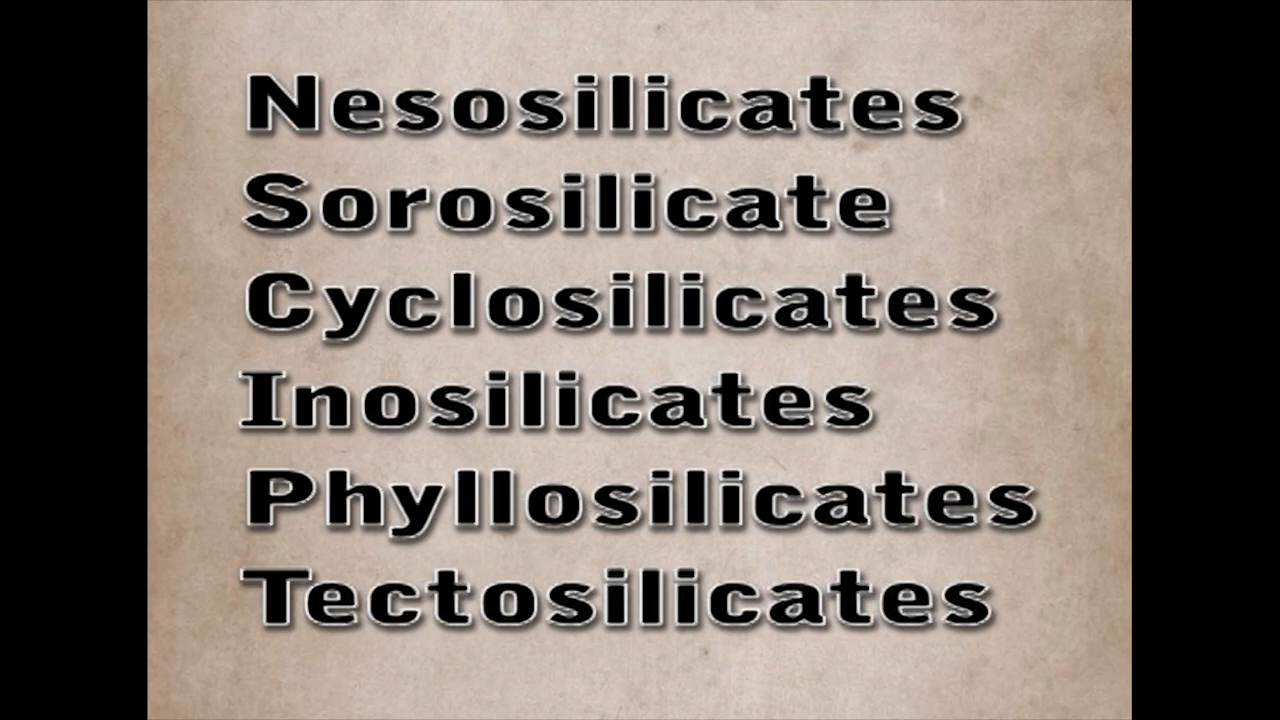 Nesosilicates
Sorosilicate
Cyclosilicates
Inosilicates
Phyllosilicates
Tectosilicates